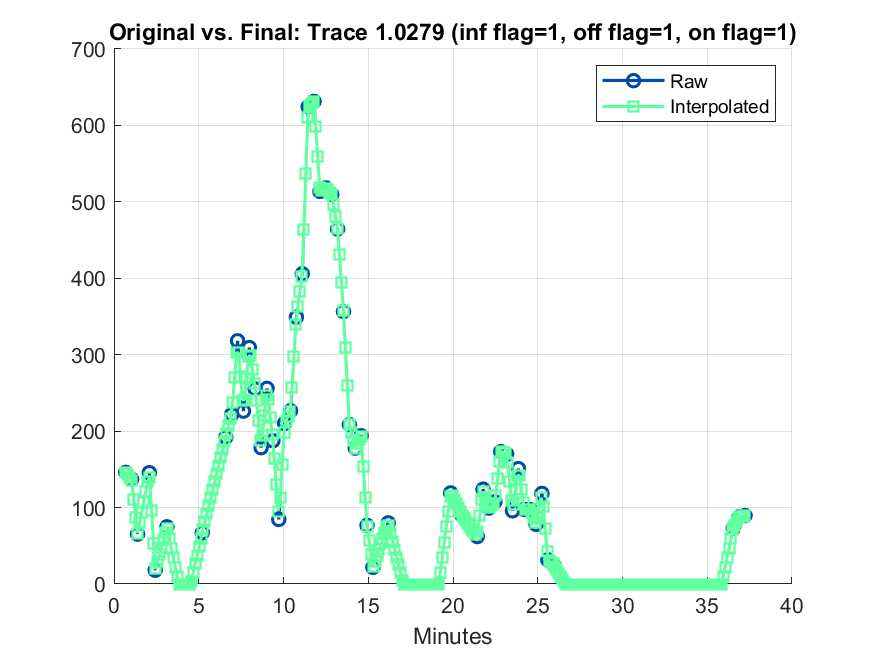 Original vs. Final: Trace 1.0279 (inf flag=1, off flag=1, on flag=1)
700
600
500
400
300
200
100
0
Raw
Interpolated
0 5 10 15 20 25 30 35 40
Minutes